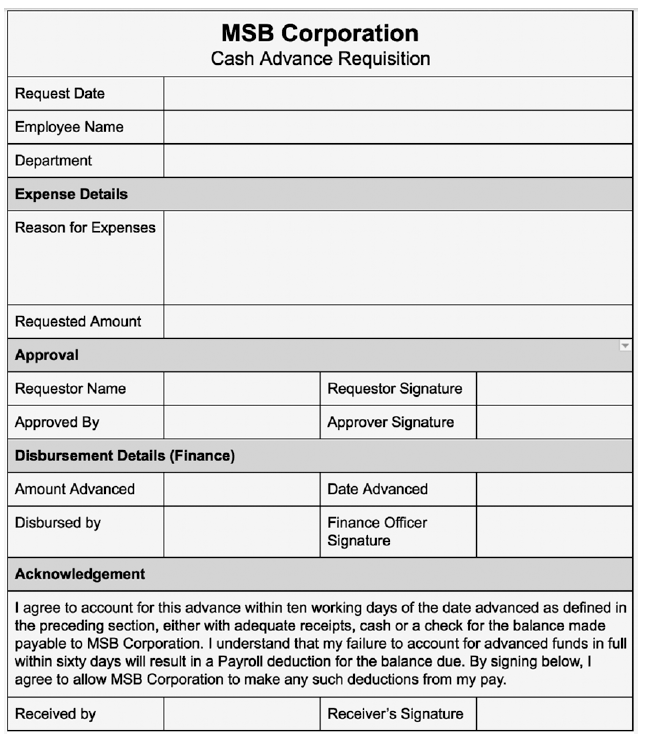 MSB Corporation
Cash Advance Requisition
Request Date
Employee Name
Department
Expense Details
Reason for Expenses
Requested Amount
Approval
Requestor Name
Requestor Signature
Approved By
Approver Signature
Disbursement Details (Finance)
Amount Advanced
Date Advanced
Disbursed by
Finance Officer
Signature
Acknowledgement
I agree to account for this advance within ten working days of the date advanced as defined in
the preceding section, either with adequate receipts, cash or a check for the balance made
payable to MSB Corporation. I understand that my failure to account for advanced funds in full
within sixty days will result in a Payroll deduction for the balance due. By signing below, I
agree to allow MSB Corporation to make any such deductions from my pay.
Received by
Receiver's Signature